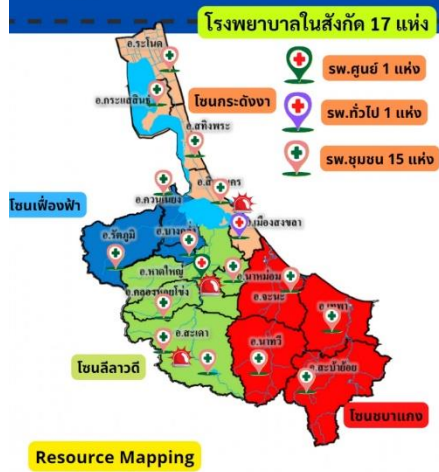 โรงพยาบาลในสังกัด 17 แห่ง
รพ.ศูนย์ 1 แห่ง
รพ.ทั่วไป 1 แห่ง
รพ.ชุมชน 15 แห่ง
อ.ระโนด
อ.กระแสสินธุ์
โซนกระดังงา
อ.สทิงพระ
อ.ควนเนียง
โซนเฟื่องฟ้า
อ.เมืองสงขลา
อ.รัตภูมิ
อ.บางกล่ำ
อ.หาดใหญ่
อ.นาหม่อม
อ.คลองหอยโข่ง
อ.จะนะ
อ.เทพา
อ.สะเดา
อ.นาทวี
โซนลีลาวดี
อ.สะบ้าย้อย
โซนชบาแดง
Resource Mapping